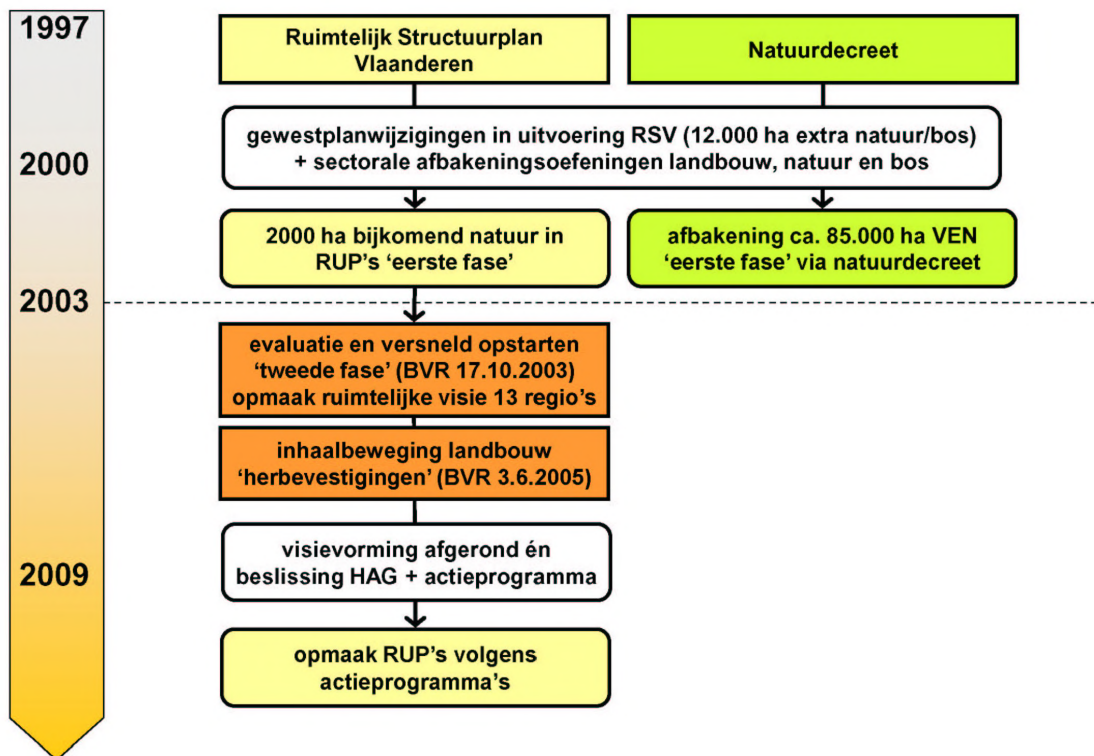 1997
Ruimtelijk Structuurplan
Vlaanderen
Natuurdecreet
gewestplanwijzigingen in uitvoering RSV (12.000 ha extra natuur/bos)
+ sectorale afbakeningsoefeningen landbouw, natuur en bos
2000
2000 ha bijkomend natuur in
RUP's ‘eerste fase’
afbakening ca. 85.000 ha VEN
‘eerste fase’ via natuurdecreet
2003
evaluatie en versneld opstarten
‘tweede fase’ (BVR 17.10.2003)
opmaak ruimtelijke visie 13 regio’s
inhaalbeweging landbouw
‘herbevestigingen’ (BVR 3.6.2005)
visievorming afgerond én
beslissing HAG + actieprogramma
2009
opmaak RUP’s volgens
actieprogramma’s